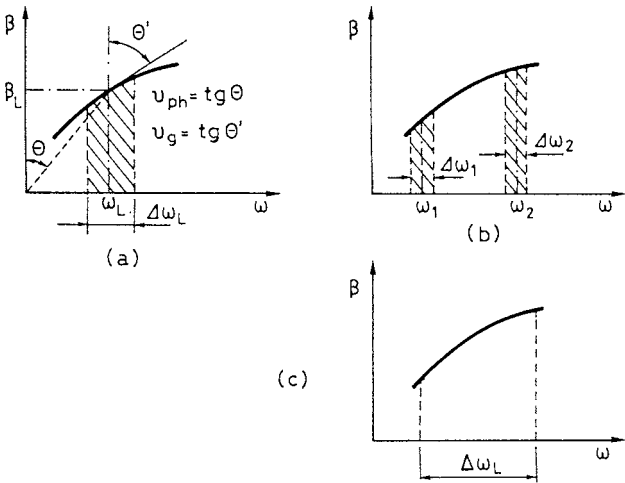 β
β_L
Θ
Θ'
υ_ph = tg Θ
υ_g = tg Θ'
ω_L
Δω_L
ω
(a)
β
Δω_1
Δω_2
ω_1
ω_2
ω
(b)
(c)
β
Δω_L
ω